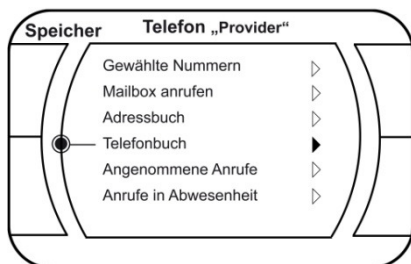 Speicher Telefon „Provider“
Gewählte Nummern
Mailbox anrufen
Adressbuch
Telefonbuch
Angenommene Anrufe
Anrufe in Abwesenheit